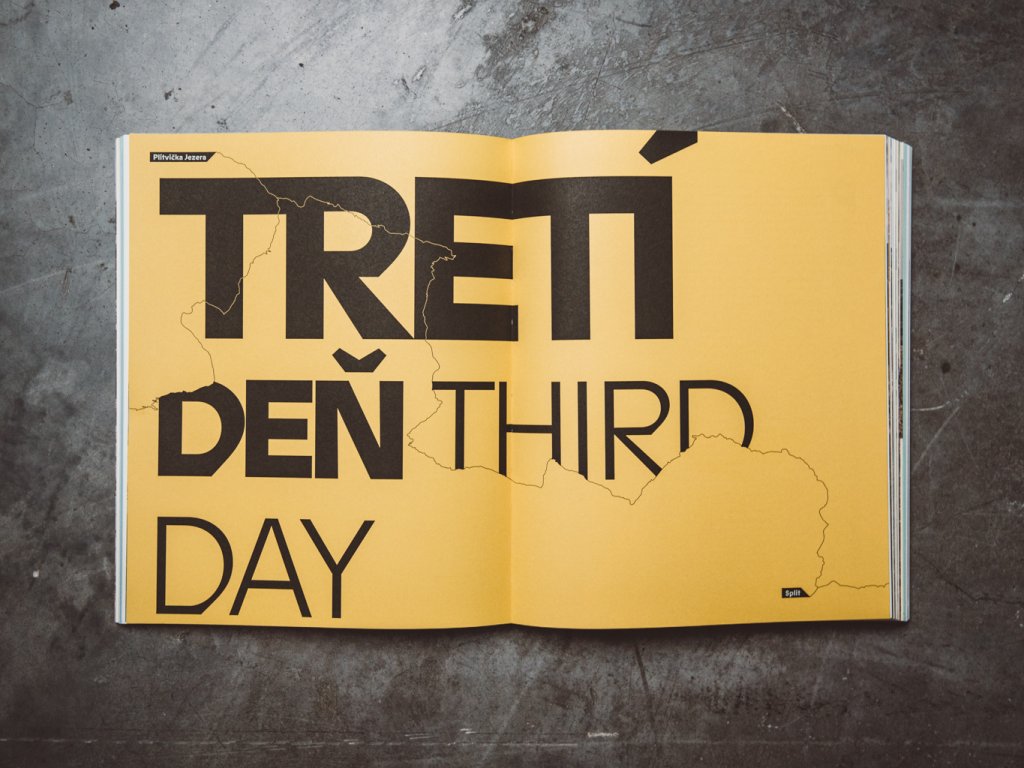 Plitvička Jezera
TRETÍ
DEŇ THIRD
DAY
Split